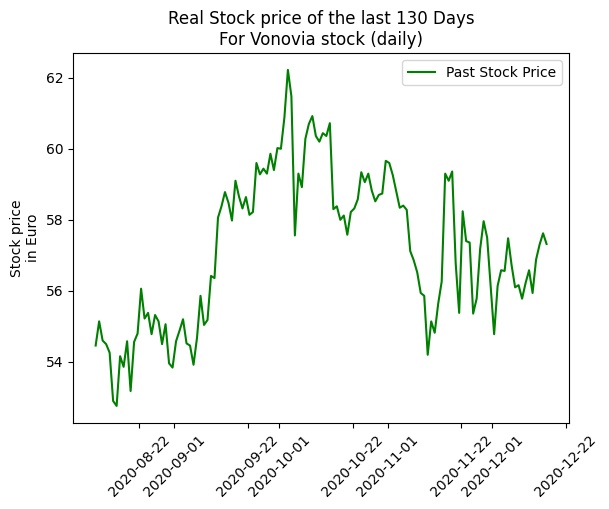 Real Stock price of the last 130 Days
For Vonovia stock (daily)
Past Stock Price
Stock price
in Euro
62
60
58
56
54
2020-08-22
2020-09-01
2020-09-22
2020-10-01
2020-10-22
2020-11-01
2020-11-22
2020-12-01
2020-12-22